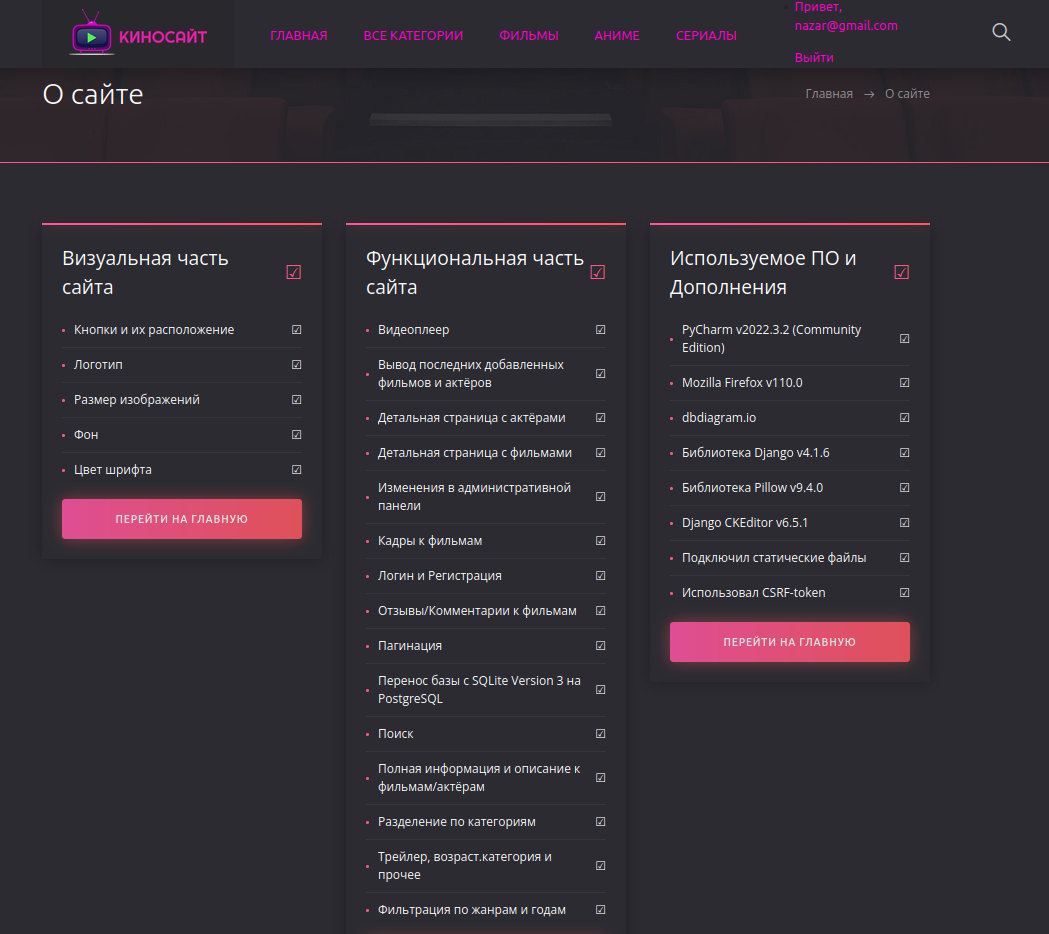 КИНОСАЙТ
ГЛАВНАЯ
ВСЕ КАТЕГОРИИ
ФИЛЬМЫ
АНИМЕ
СЕРИАЛЫ
Привет,
nazar@gmail.com
Выйти
О сайте
Главная → О сайте
Визуальная часть
сайта
Кнопки и их расположение
Логотип
Размер изображений
Фон
Цвет шрифта
ПЕРЕЙТИ НА ГЛАВНУЮ
Функциональная часть
сайта
Видеоплеер
Вывод последних добавленных
фильмов и актёров
Детальная страница с актёрами
Детальная страница с фильмами
Изменения в административной
панели
Кадры к фильмам
Логин и Регистрация
Отзывы/Комментарии к фильмам
Пагинация
Перенос базы с SQLite Version 3 на
PostgreSQL
Поиск
Полная информация и описание к
фильмам/актёрам
Разделение по категориям
Трейлер, возраст.категория и
прочее
Фильтрация по жанрам и годам
Используемое ПО и
Дополнения
PyCharm v2022.3.2 (Community
Edition)
Mozilla Firefox v110.0
dbdiagram.io
Библиотека Django v4.1.6
Библиотека Pillow v9.4.0
Django CKEditor v6.5.1
Подключил статические файлы
Использовал CSRF-token
ПЕРЕЙТИ НА ГЛАВНУЮ